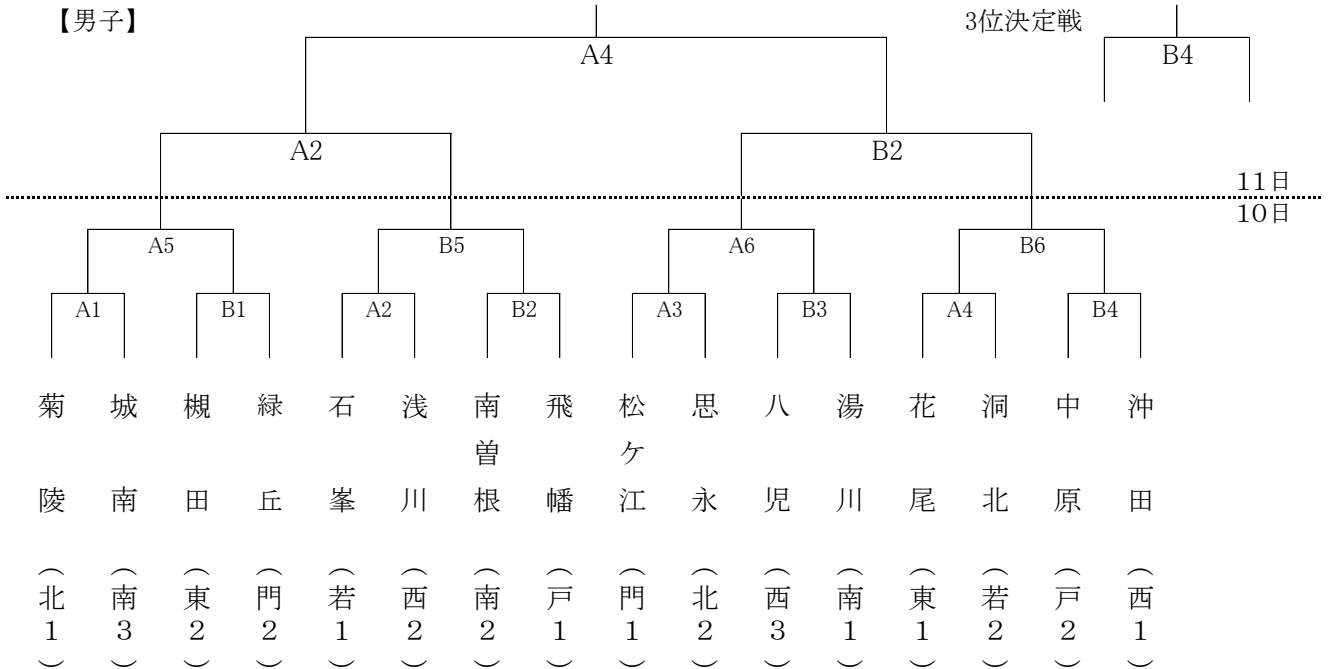 【男子】
3位決定戦
A4
B4
A2
B2
11日
10日
A5
B5
A6
B6
A1
B1
A2
B2
A3
B3
A4
B4
菊陵（北1）
城南（南3）
槻田（東2）
緑丘（門2）
石峯（若1）
浅川（西2）
南曽根（南2）
飛幡（戸1）
松ケ江（門1）
思永（北2）
八児（西3）
湯川（南1）
花尾（東1）
洞北（若2）
中原（戸2）
沖田（西1）